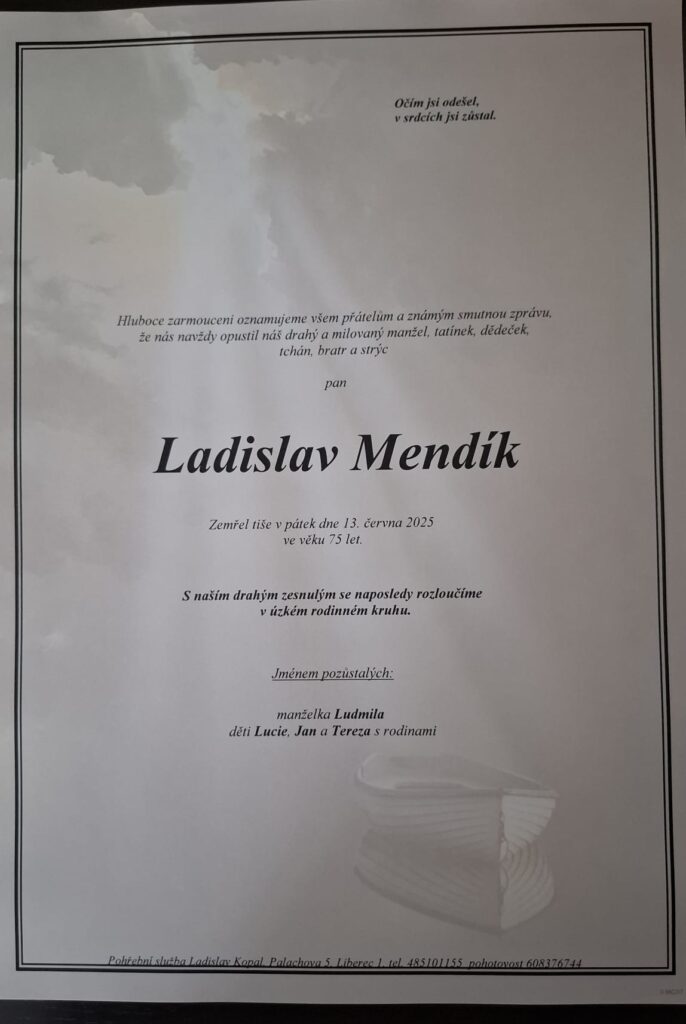 Očím jsi odešel,
v srdcích jsi zůstal.
Hluboce zarmouceni oznamujeme všem přátelům a známým smutnou zprávu,
že nás navždy opustil náš drahý a milovaný manžel, tatínek, dědeček,
tchán, bratr a strýc
pan
Ladislav Mendík
Zemřel tiše v pátek dne 13. června 2025
ve věku 75 let.
S naším drahým zesnulým se naposledy rozloučíme
v úzkém rodinném kruhu.
Jménem pozůstalých:
manželka Ludmila
děti Lucie, Jan a Tereza s rodinami
Pohřební služba Ladislav Kopal, Palachova 5, Liberec 1, tel. 485101155, pohotovost 608376744